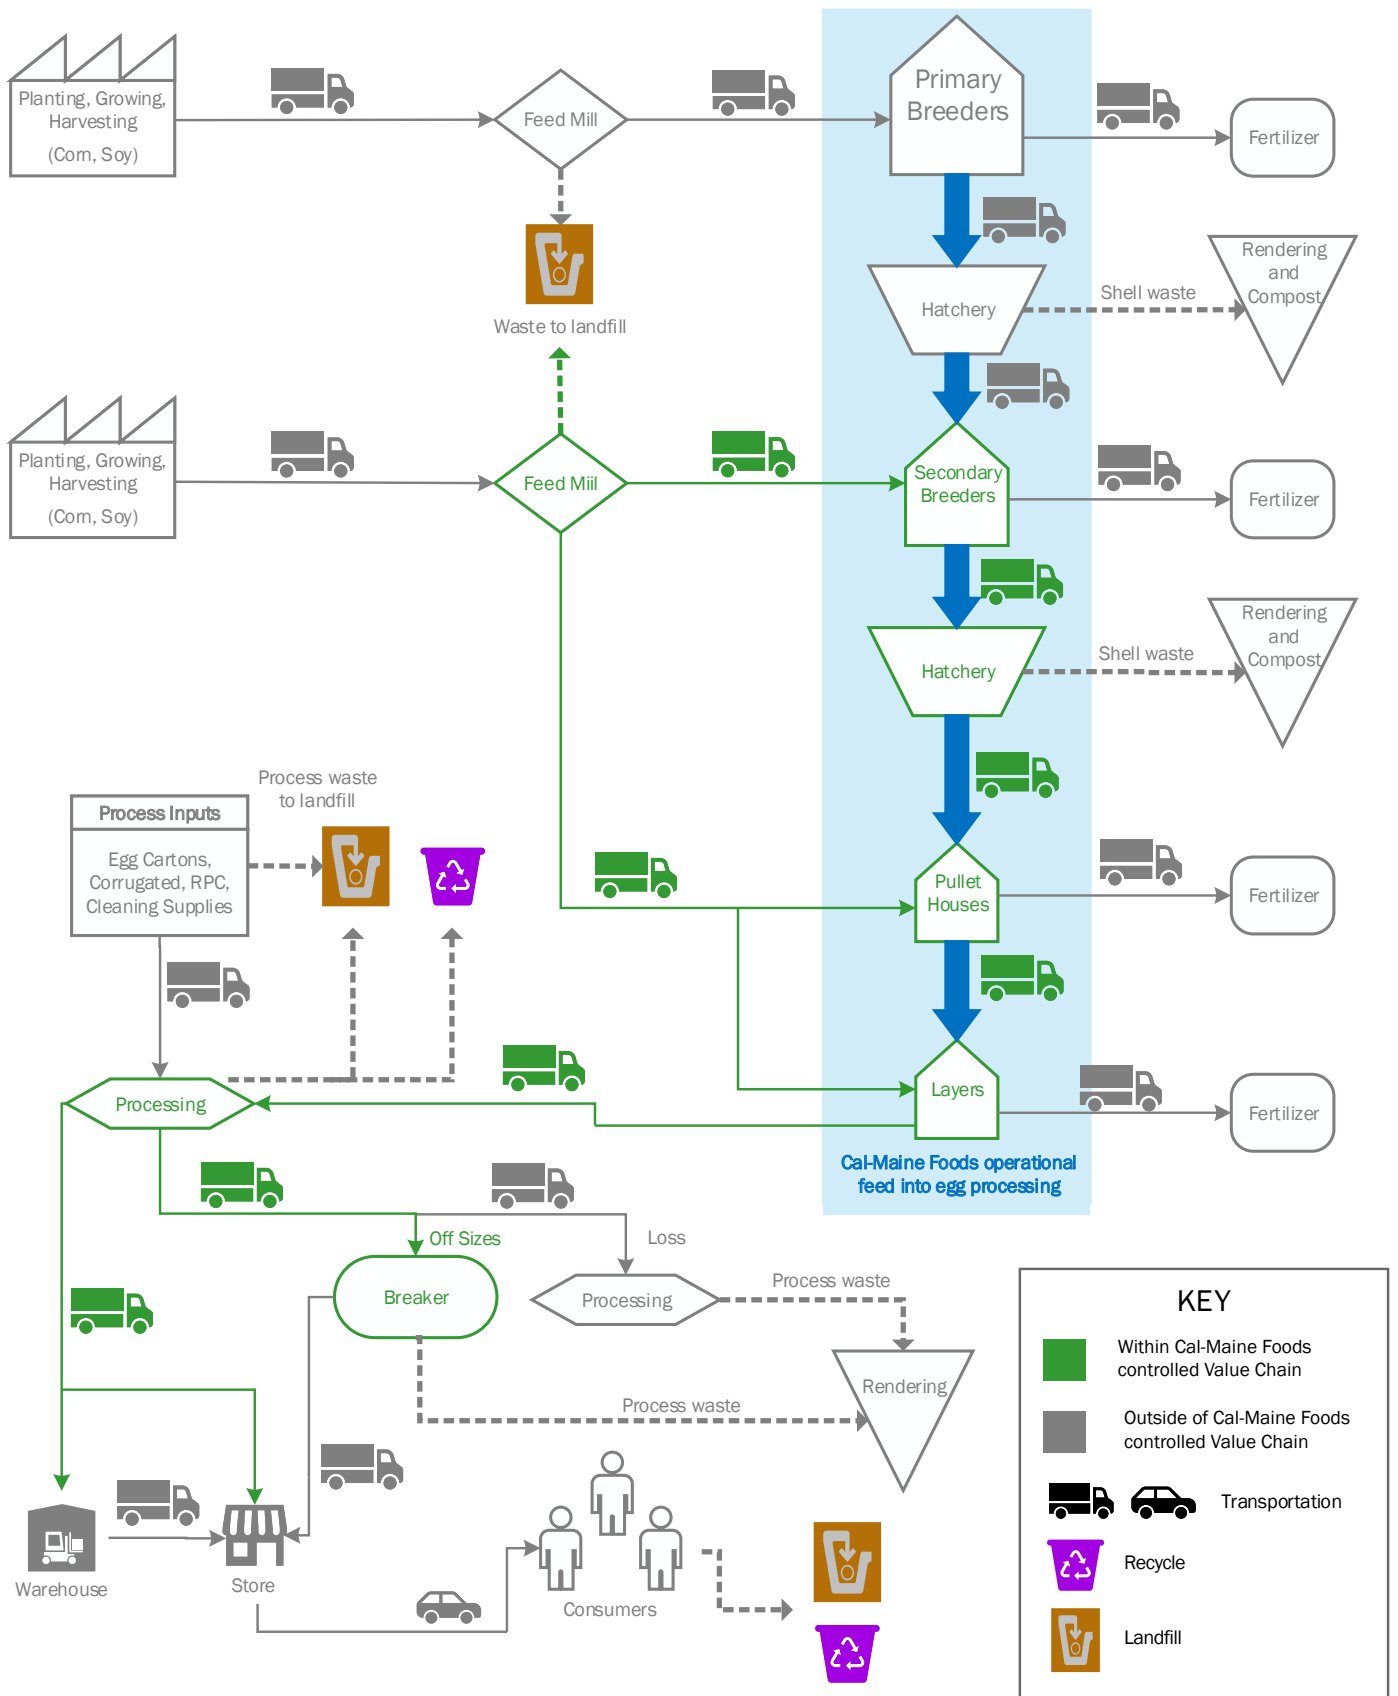 Planting, Growing,
Harvesting
(Corn, Soy)
Feed Mill
Primary
Breeders
Fertilizer
Waste to landfill
Hatchery
Shell waste
Rendering
and
Compost
Planting, Growing,
Harvesting
(Corn, Soy)
Feed Miil
Secondary
Breeders
Fertilizer
Hatchery
Shell waste
Rendering
and
Compost
Process waste
to landfill
Process Inputs
Egg Cartons,
Corrugated, RPC,
Cleaning Supplies
Pullet
Houses
Fertilizer
Processing
Layers
Fertilizer
Cal-Maine Foods operational
feed into egg processing
Off Sizes
Loss
Breaker
Processing
Process waste
Rendering
Process waste
Warehouse
Store
Consumers
KEY
Within Cal-Maine Foods
controlled Value Chain
Outside of Cal-Maine Foods
controlled Value Chain
Transportation
Recycle
Landfill